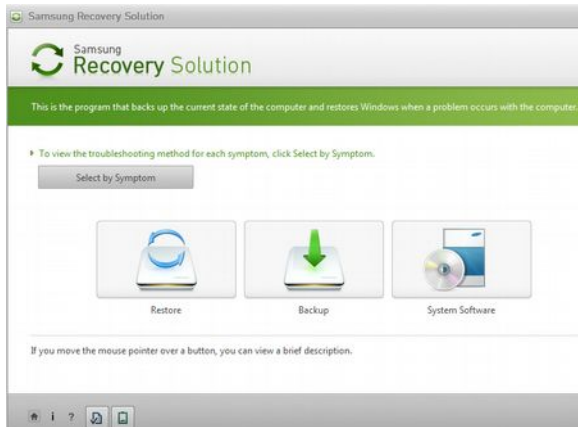 Samsung Recovery Solution
Samsung
Recovery Solution
This is the program that backs up the current state of the computer and restores Windows when a problem occurs with the computer.
To view the troubleshooting method for each symptom, click Select by Symptom.
Select by Symptom
Restore
Backup
System Software
If you move the mouse pointer over a button, you can view a brief description.
i ?